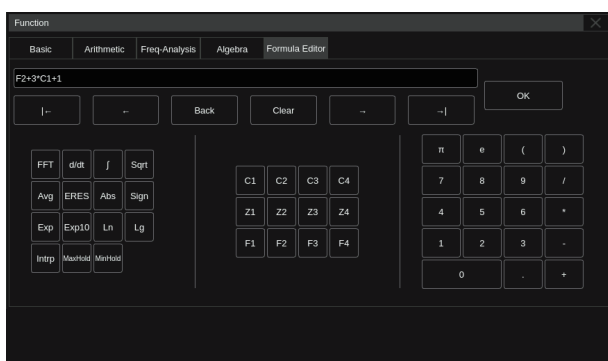 Function
Basic Arithmetic Freq-Analysis Algebra Formula Editor
F2+3*C1+1
OK
|← ← Back Clear → →|
FFT d/dt ∫ Sqrt
Avg ERES Abs Sign
Exp Exp10 Ln Lg
Intrp MaxHold MinHold
C1 C2 C3 C4
Z1 Z2 Z3 Z4
F1 F2 F3 F4
π e ( )
7 8 9 /
4 5 6 *
1 2 3 -
0 . +